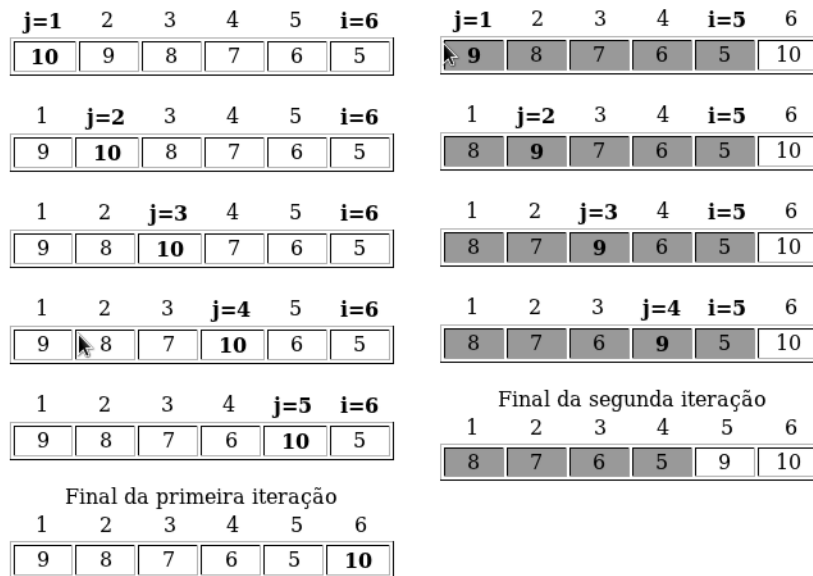 j=1 2 3 4 5 i=6
10 9 8 7 6 5
1 j=2 3 4 5 i=6
9 10 8 7 6 5
1 2 j=3 4 5 i=6
9 8 10 7 6 5
1 2 3 j=4 5 i=6
9 8 7 10 6 5
1 2 3 4 j=5 i=6
9 8 7 6 10 5
Final da primeira iteração
1 2 3 4 5 6
9 8 7 6 5 10
j=1 2 3 4 i=5 6
9 8 7 6 5 10
1 j=2 3 4 i=5 6
8 9 7 6 5 10
1 2 j=3 4 i=5 6
8 7 9 6 5 10
1 2 3 j=4 i=5 6
8 7 6 9 5 10
Final da segunda iteração
1 2 3 4 5 6
8 7 6 5 9 10